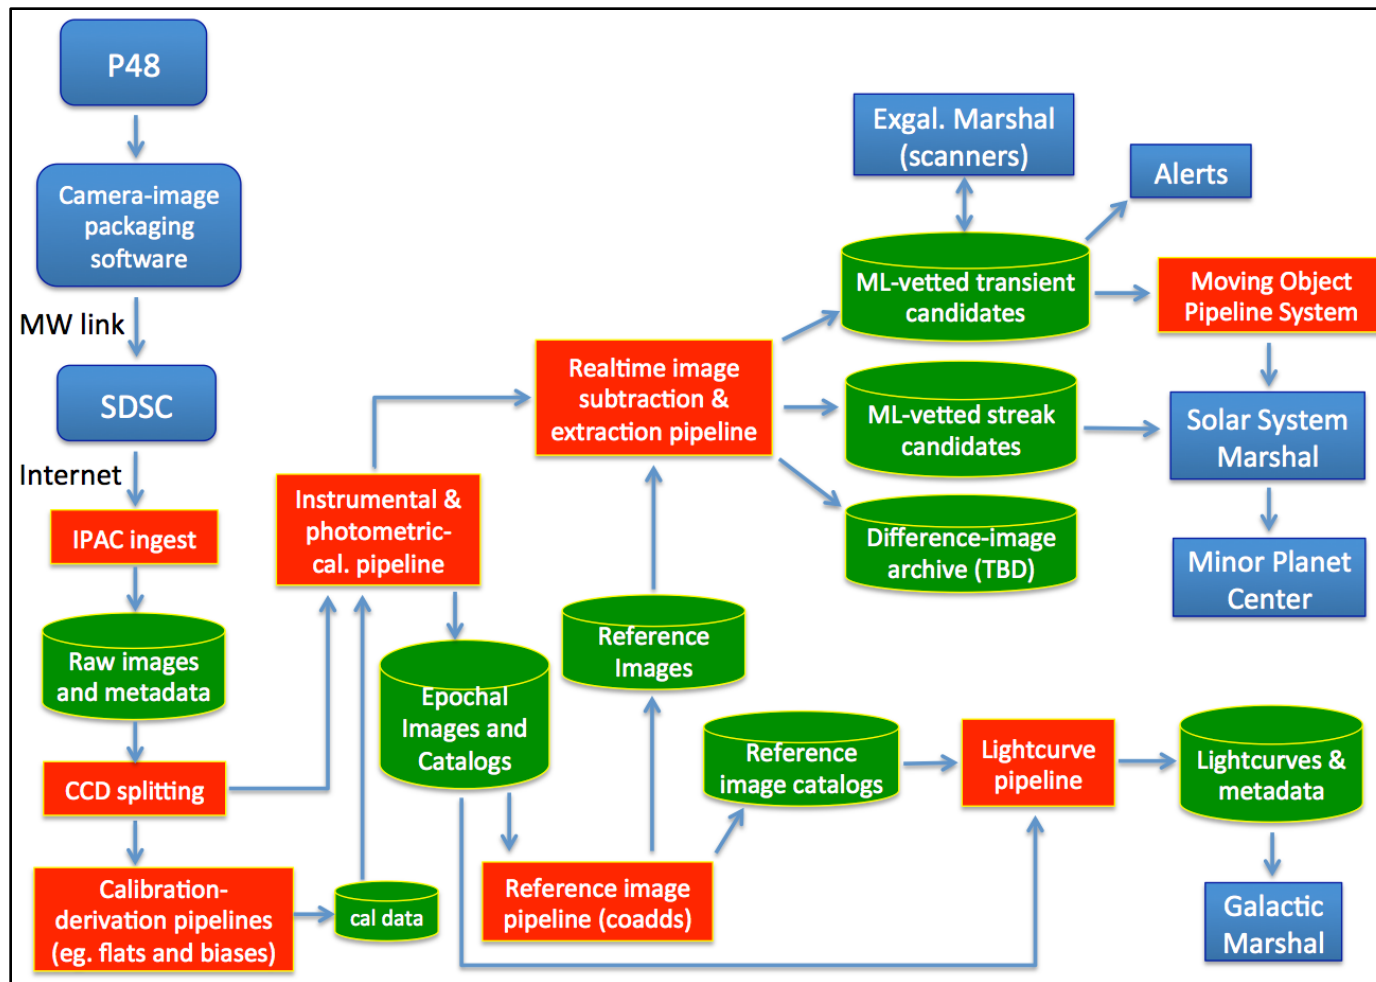 P48
Camera-image
packaging
software
MW link
SDSC
Internet
IPAC ingest
Raw images
and metadata
CCD splitting
Calibration-
derivation pipelines
(eg. flats and biases)
cal data
Instrumental &
photometric-
cal. pipeline
Epochal
Images and
Catalogs
Reference image
pipeline (coadds)
Reference
Images
Reference
image catalogs
Realtime image
subtraction &
extraction pipeline
Exgal. Marshal
(scanners)
Alerts
ML-vetted transient
candidates
Moving Object
Pipeline System
ML-vetted streak
candidates
Solar System
Marshal
Difference-image
archive (TBD)
Minor Planet
Center
Lightcurve
pipeline
Lightcurves &
metadata
Galactic
Marshal